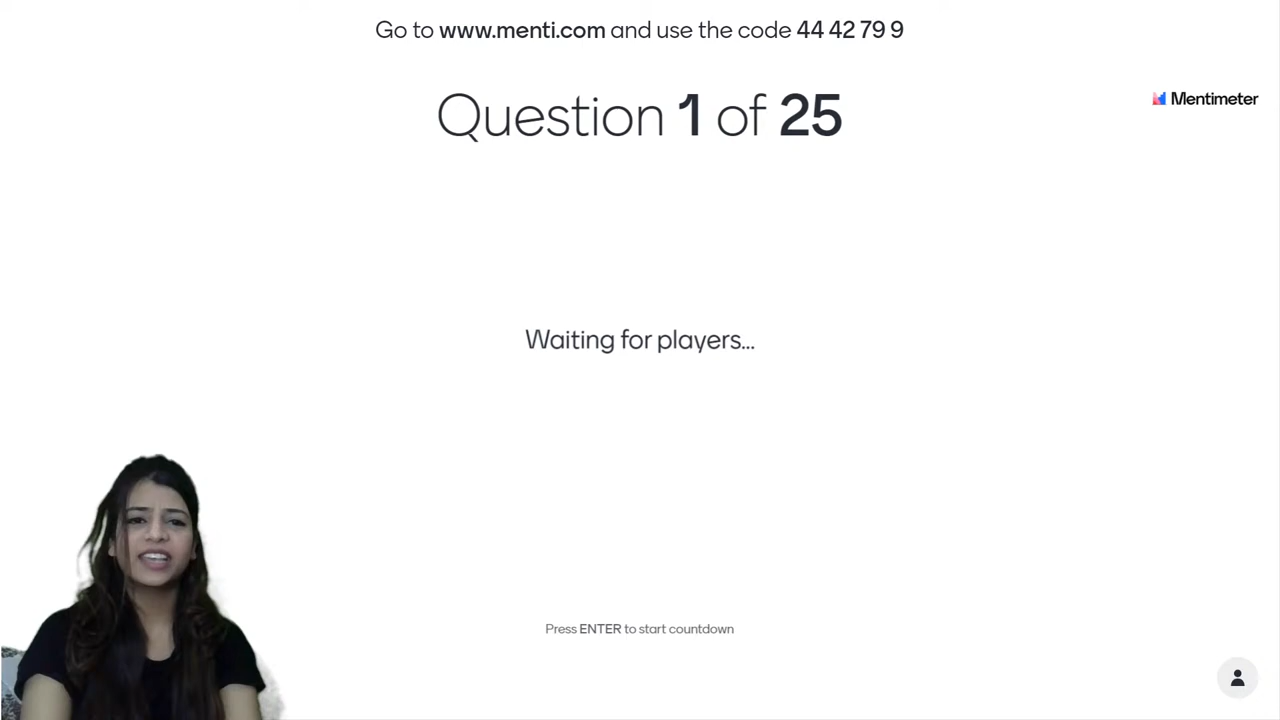 Go to www.menti.com and use the code 44 42 79 9
Question 1 of 25
Mentimeter
Waiting for players...
Press ENTER to start countdown